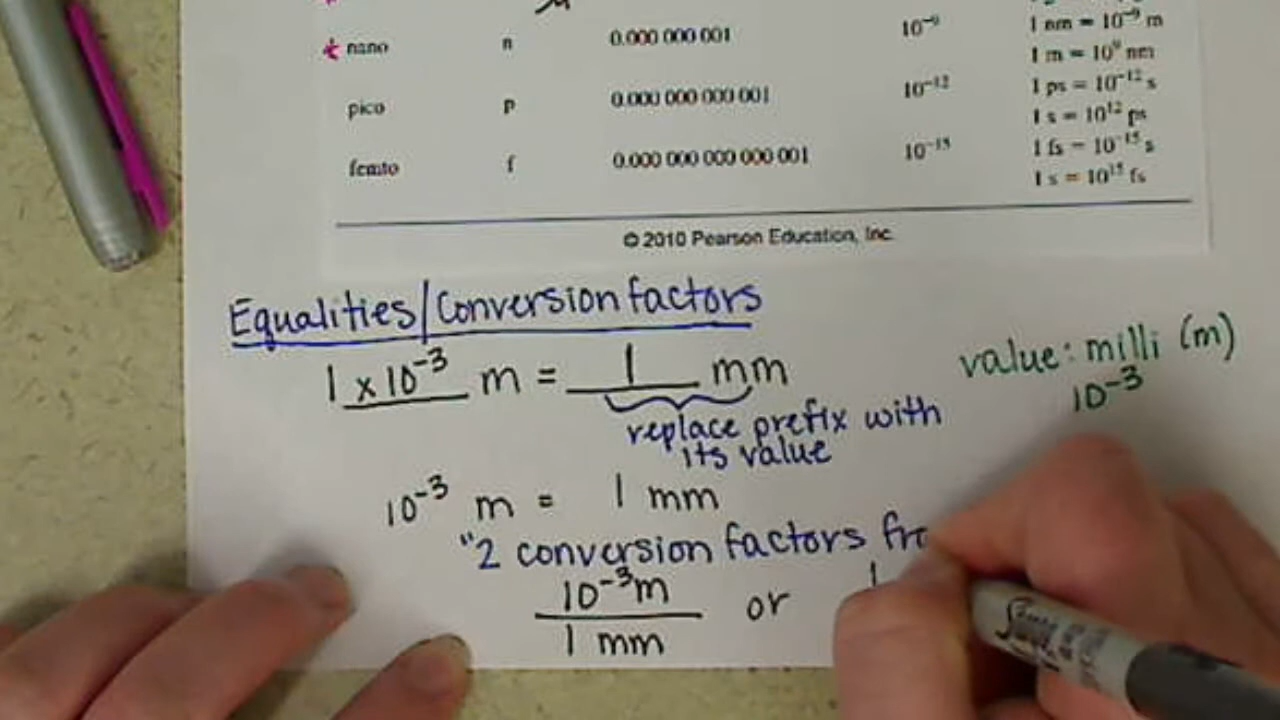 nano n 0.000 000 001 10⁻⁹ 1 nm = 10⁻⁹ m
1 m = 10⁹ nm
pico p 0.000 000 000 001 10⁻¹² 1 ps = 10⁻¹² s
1 s = 10¹² ps
femto f 0.000 000 000 000 001 10⁻¹⁵ 1 fs = 10⁻¹⁵ s
1 s = 10¹⁵ fs
© 2010 Pearson Education, Inc.
Equalities/Conversion factors
1 x 10⁻³ m = 1 mm
value: milli (m)
10⁻³
replace prefix with
its value
10⁻³ m = 1 mm
"2 conversion factors
10⁻³m or 1
1 mm